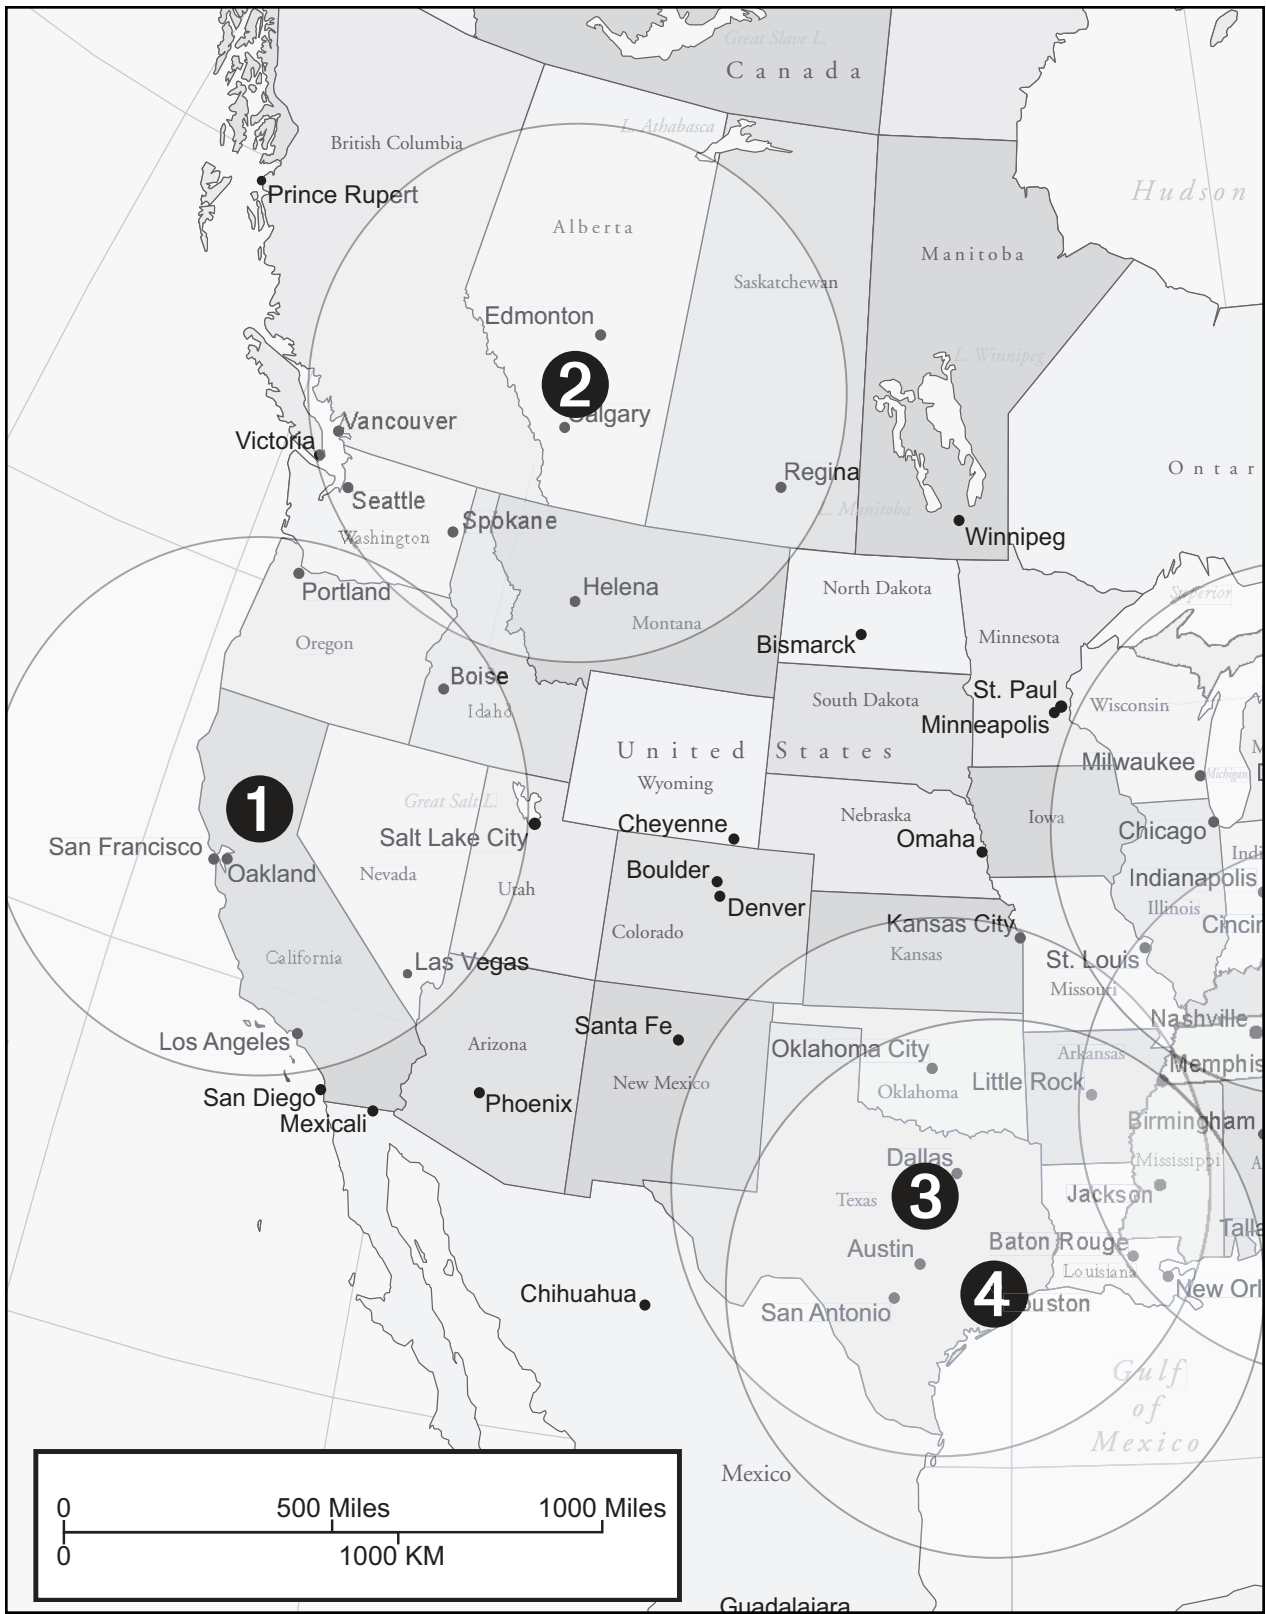 Great Slave L.
Canada
L. Athabasca
British Columbia
Prince Rupert
Hudson
Alberta
Manitoba
Saskatchewan
Edmonton
L. Winnipeg
2
Calgary
Vancouver
Victoria
Ontar
Regina
Seattle
L. Manitoba
Spokane
Washington
Winnipeg
Helena
Portland
North Dakota
Superior
Montana
Oregon
Bismarck
Minnesota
Boise
St. Paul
Idaho
South Dakota
Wisconsin
Minneapolis
United States
M
Milwaukee
Michigan
D
Wyoming
Great Salt L.
1
Nebraska
Iowa
Cheyenne
Salt Lake City
Omaha
Chicago
San Francisco
Oakland
Nevada
Utah
Boulder
Indi
Indianapolis
Denver
Illinois
Kansas City
Cincin
Colorado
Kansas
California
Las Vegas
St. Louis
Missouri
Santa Fe
Nashville
Los Angeles
Arizona
Oklahoma City
Arkansas
Memphis
New Mexico
Oklahoma
Little Rock
San Diego
Phoenix
Mexicali
Birmingham
Dallas
Mississippi
A
3
Texas
Jackson
Austin
Baton Rouge
Talla
Louisiana
Chihuahua
4
New Orl
San Antonio
ouston
Gulf
of
Mexico
Mexico
0 500 Miles 1000 Miles
0 1000 KM
Guadalajara